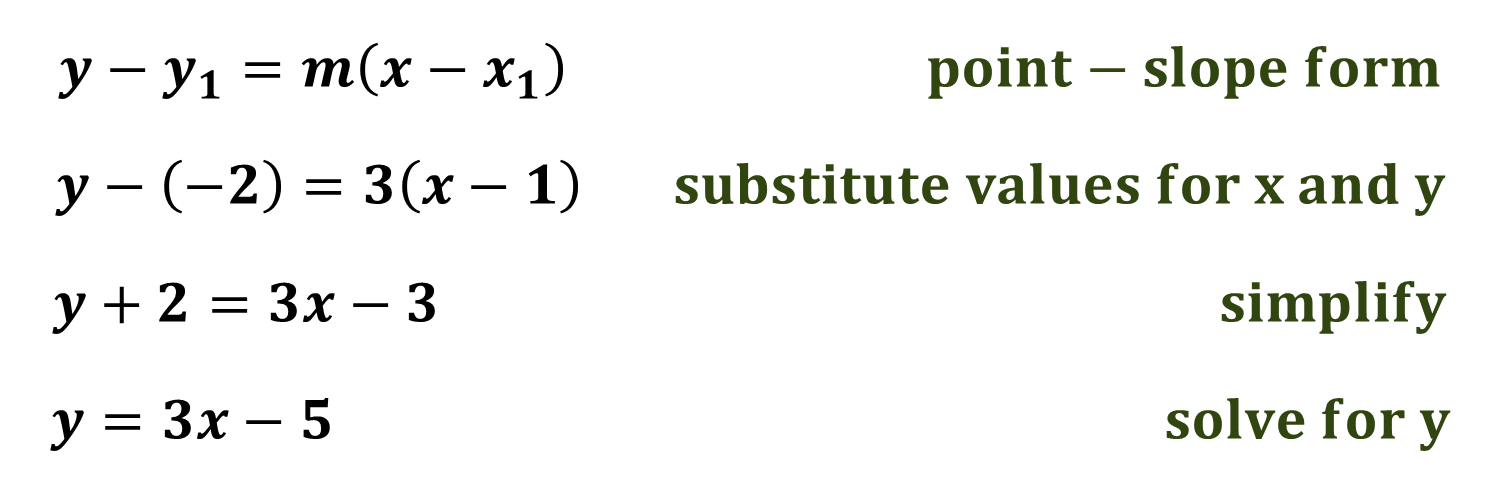 y − y₁ = m(x − x₁) point − slope form
y − (−2) = 3(x − 1) substitute values for x and y
y + 2 = 3x − 3 simplify
y = 3x − 5 solve for y